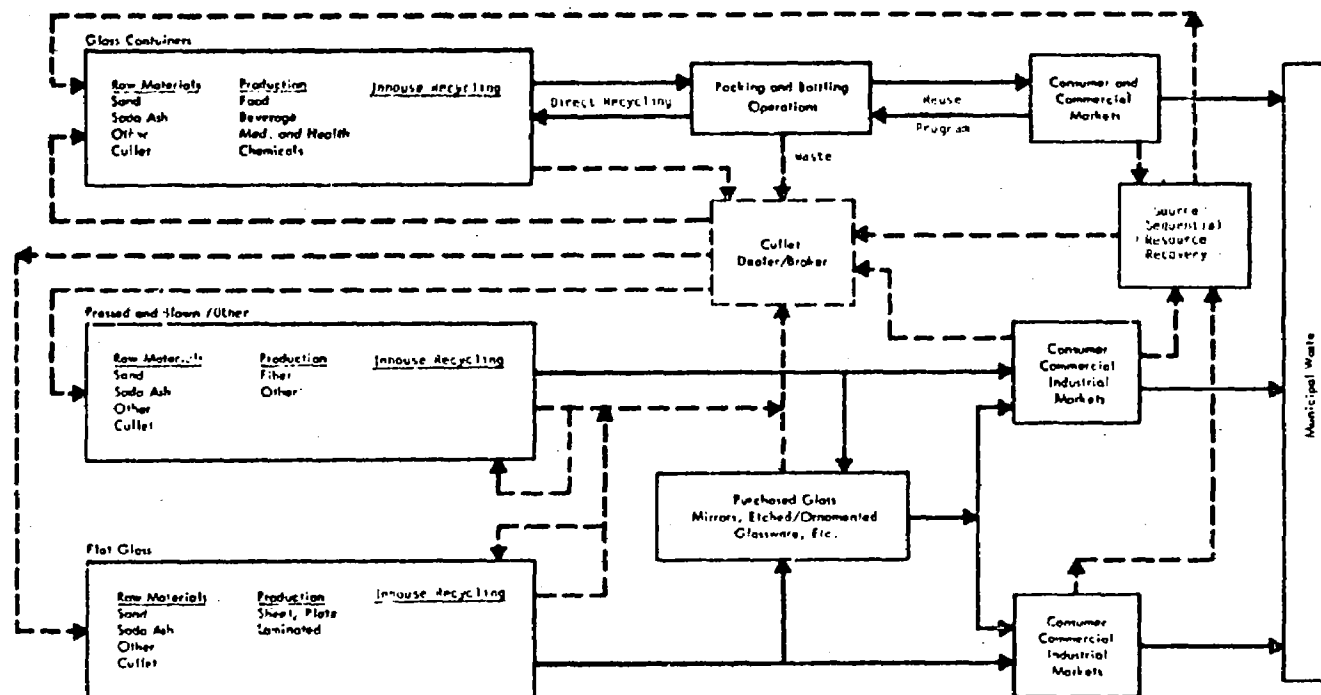 Glass Containers
Raw Materials
Sand
Soda Ash
Other
Cullet
Production
Food
Beverage
Med. and Health
Chemicals
Inhouse Recycling
Direct Recycling
Packing and Bottling
Operations
Reuse
Program
Consumer and
Commercial
Markets
Waste
Cullet
Dealer/Broker
Source
Sequential
Resource
Recovery
Municipal Waste
Pressed and Blown /Other
Raw Materials
Sand
Soda Ash
Other
Cullet
Production
Fiber
Other
Inhouse Recycling
Consumer
Commercial
Industrial
Markets
Purchased Glass
Mirrors, Etched/Ornamented
Glassware, Etc.
Flat Glass
Raw Materials
Sand
Soda Ash
Other
Cullet
Production
Sheet, Plate
Laminated
Inhouse Recycling
Consumer
Commercial
Industrial
Markets